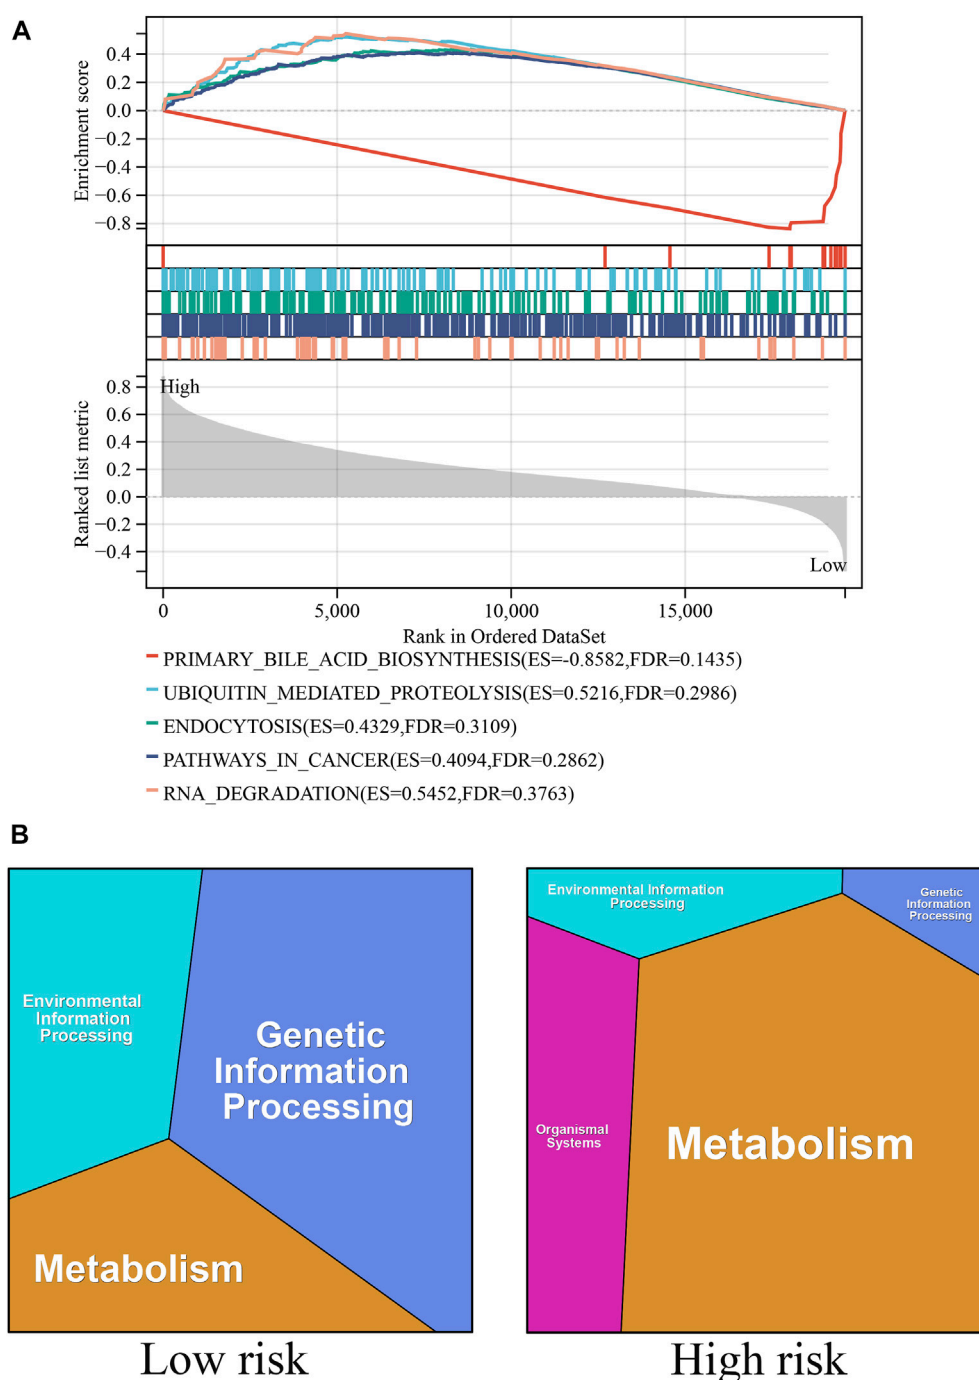 A
Enrichment score
0.4
0.2
0.0
−0.2
−0.4
−0.6
−0.8
Ranked list metric
0.8
0.6
0.4
0.2
0.0
−0.2
−0.4
High
Low
0 5,000 10,000 15,000
Rank in Ordered DataSet
PRIMARY_BILE_ACID_BIOSYNTHESIS(ES=-0.8582,FDR=0.1435)
UBIQUITIN_MEDIATED_PROTEOLYSIS(ES=0.5216,FDR=0.2986)
ENDOCYTOSIS(ES=0.4329,FDR=0.3109)
PATHWAYS_IN_CANCER(ES=0.4094,FDR=0.2862)
RNA_DEGRADATION(ES=0.5452,FDR=0.3763)
B
Environmental
Information
Processing
Genetic
Information
Processing
Metabolism
Low risk
Environmental Information
Processing
Genetic
Information
Processing
Organismal
Systems
Metabolism
High risk